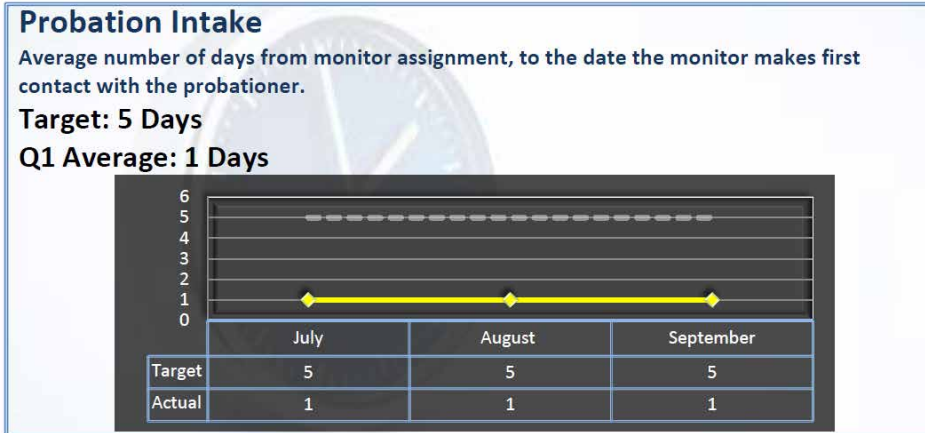 Probation Intake
Average number of days from monitor assignment, to the date the monitor makes first
contact with the probationer.
Target: 5 Days
Q1 Average: 1 Days
6
5
4
3
2
1
0
July August September
Target 5 5 5
Actual 1 1 1